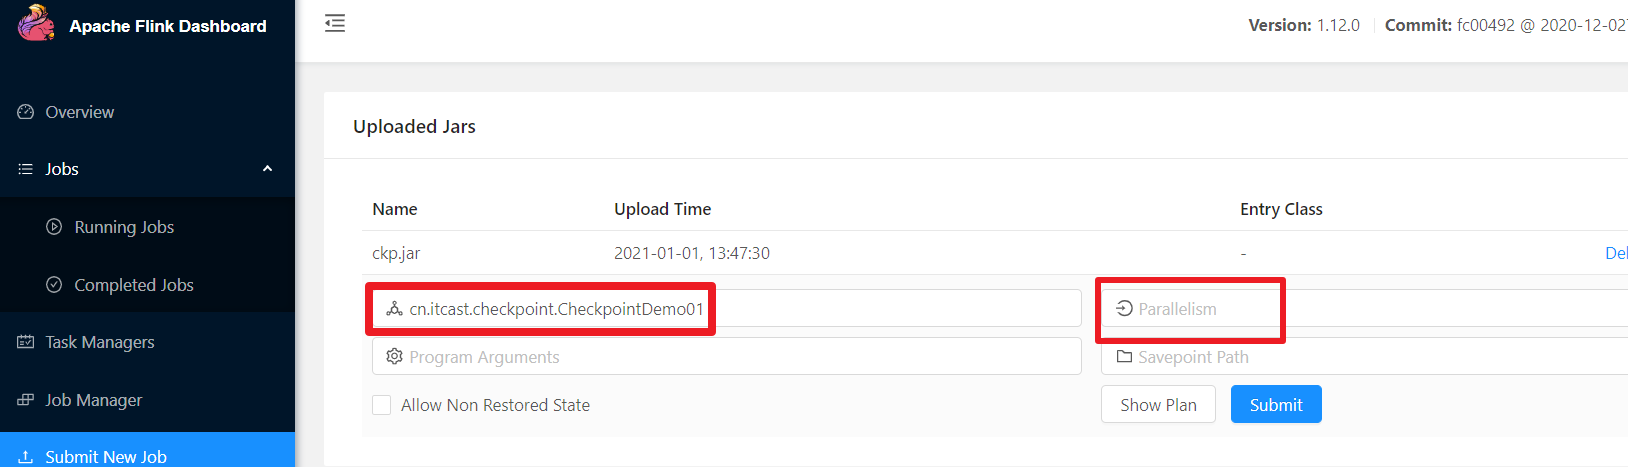 Apache Flink Dashboard
Version: 1.12.0 Commit: fc00492 @ 2020-12-02
Overview
Uploaded Jars
Jobs
Name Upload Time Entry Class
Running Jobs
ckp.jar 2021-01-01, 13:47:30 - Del
Completed Jobs
cn.itcast.checkpoint.CheckpointDemo01 Parallelism
Task Managers
Program Arguments Savepoint Path
Job Manager
Allow Non Restored State Show Plan Submit
Submit New Job